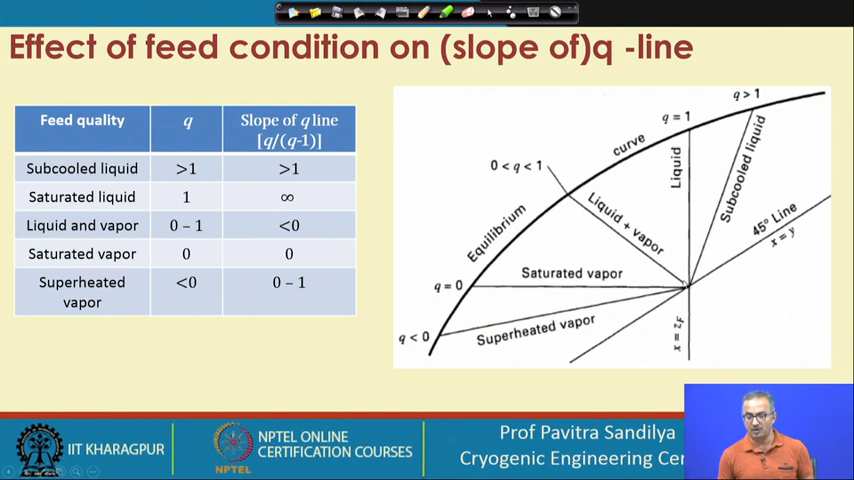 Effect of feed condition on (slope of)q -line
Feed quality q Slope of q line
[q/(q-1)]
Subcooled liquid >1 >1
Saturated liquid 1 ∞
Liquid and vapor 0 – 1 <0
Saturated vapor 0 0
Superheated vapor <0 0 – 1
q > 1
q = 1
0 < q < 1
curve
Equilibrium
Liquid
Subcooled liquid
Liquid + vapor
45° Line
x = y
Saturated vapor
q = 0
Superheated vapor
q < 0
x = zF
IIT KHARAGPUR
NPTEL
NPTEL ONLINE
CERTIFICATION COURSES
Prof Pavitra Sandilya
Cryogenic Engineering Cen